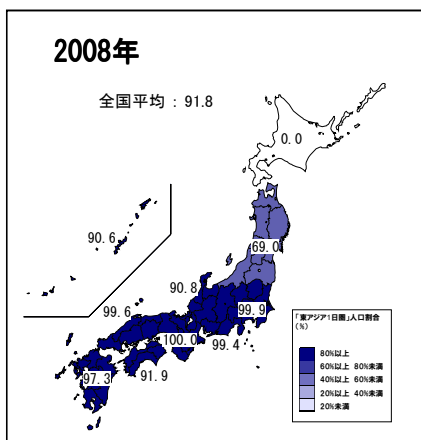 2008年
全国平均 : 91.8
0.0
90.6
69.0
90.8
99.6
99.9
100.0
99.4
97.3
91.9
「東アジア1日圏」人口割合
(%)
80%以上
60%以上 80%未満
40%以上 60%未満
20%以上 40%未満
20%未満